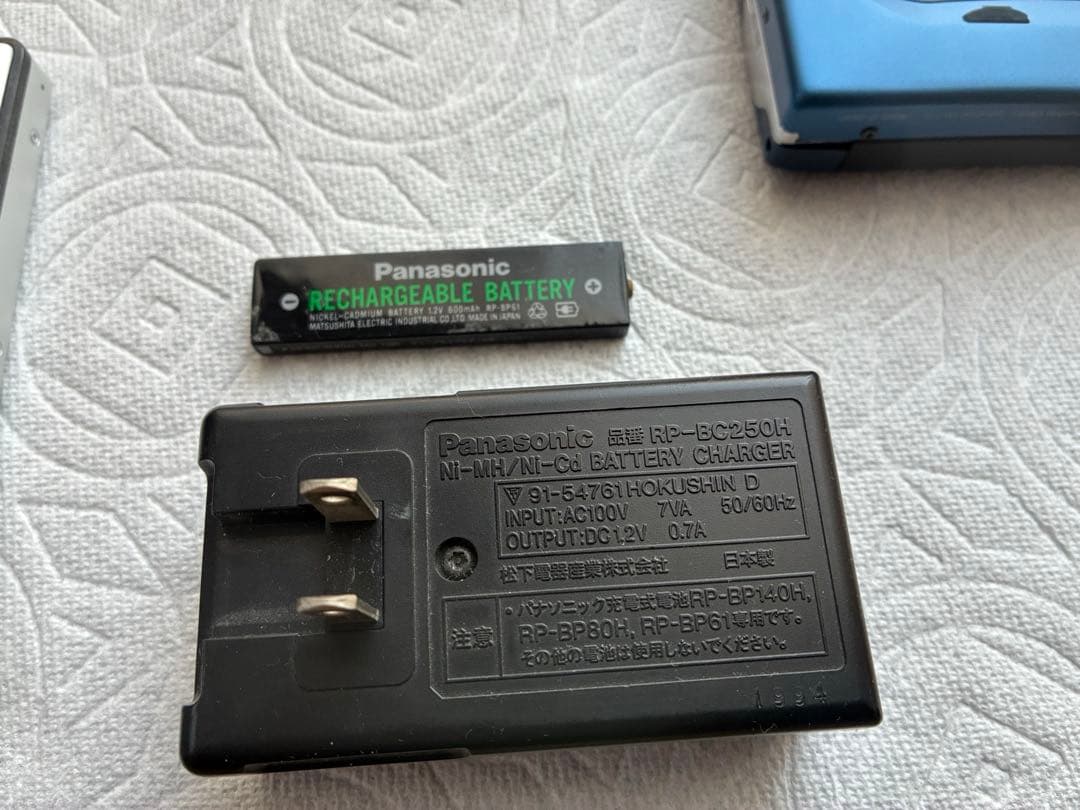 Panasonic
RECHARGEABLE BATTERY
NICKEL-CADMIUM BATTERY 1.2V 600mAh RP-BP61
MATSUSHITA ELECTRIC INDUSTRIAL CO.,LTD. MADE IN JAPAN
Panasonic 品番 RP-BC250H
Ni-MH/Ni-Cd BATTERY CHARGER
91-54761 HOKUSHIN D
INPUT:AC100V 7VA 50/60Hz
OUTPUT:DC1.2V 0.7A
松下電器産業株式会社 日本製
注意
・パナソニック充電式電池RP-BP140H,
RP-BP80H, RP-BP61専用です。
その他の電池は使用しないでください。
1994